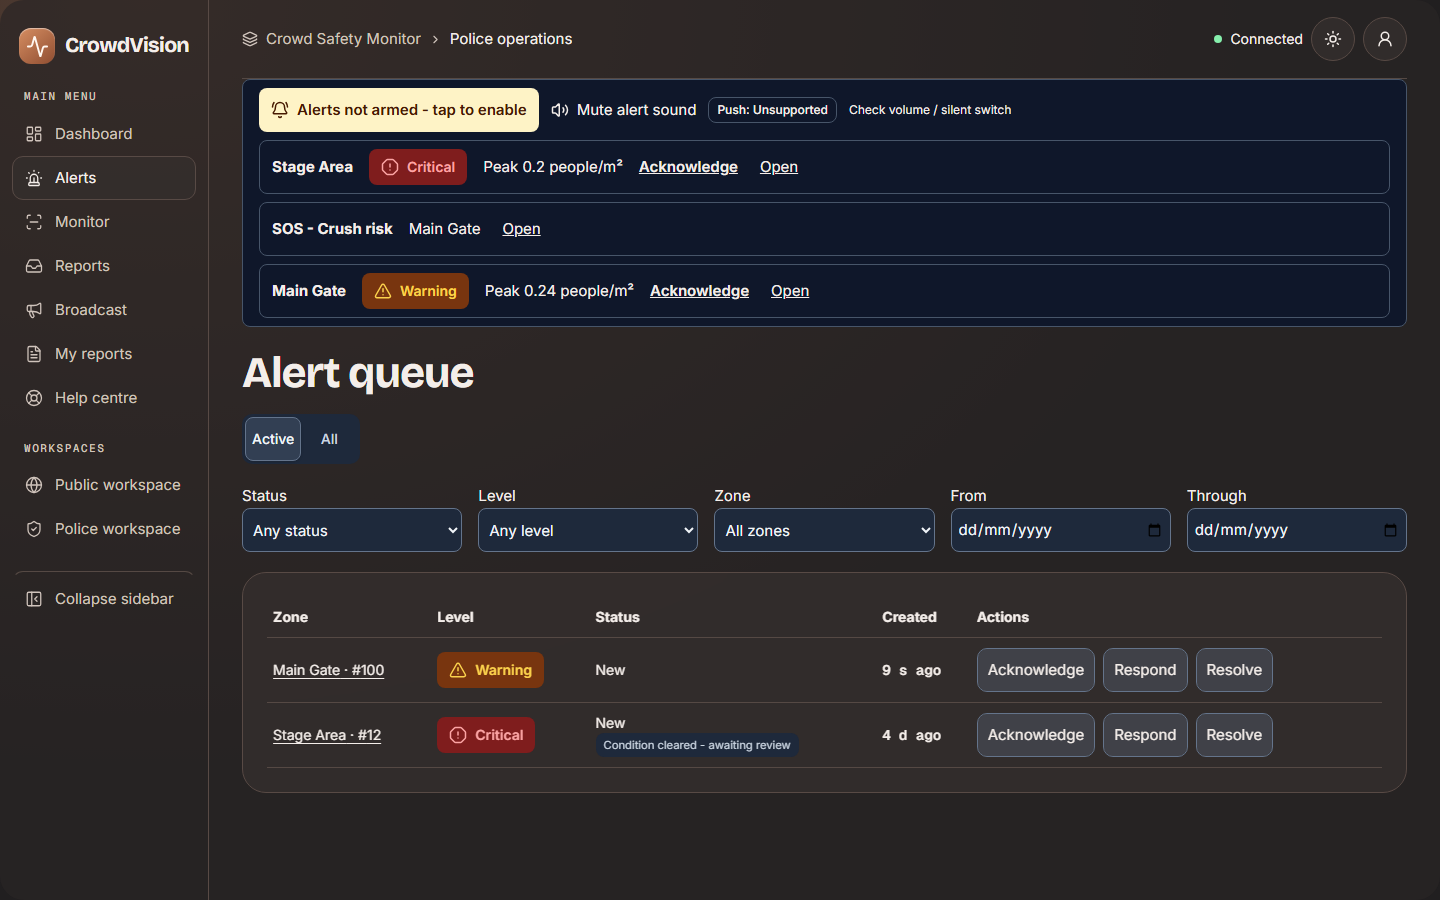 CrowdVision
MAIN MENU
Dashboard
Alerts
Monitor
Reports
Broadcast
My reports
Help centre
WORKSPACES
Public workspace
Police workspace
Collapse sidebar
Crowd Safety Monitor > Police operations
Connected
Alerts not armed - tap to enable Mute alert sound Push: Unsupported Check volume / silent switch
Stage Area Critical Peak 0.2 people/m² Acknowledge Open
SOS - Crush risk Main Gate Open
Main Gate Warning Peak 0.24 people/m² Acknowledge Open
Alert queue
Active All
Status Level Zone From Through
Any status Any level All zones dd/mm/yyyy dd/mm/yyyy
Zone Level Status Created Actions
Main Gate · #100 Warning New 9 s ago Acknowledge Respond Resolve
Stage Area · #12 Critical New 4 d ago Acknowledge Respond Resolve
Condition cleared - awaiting review